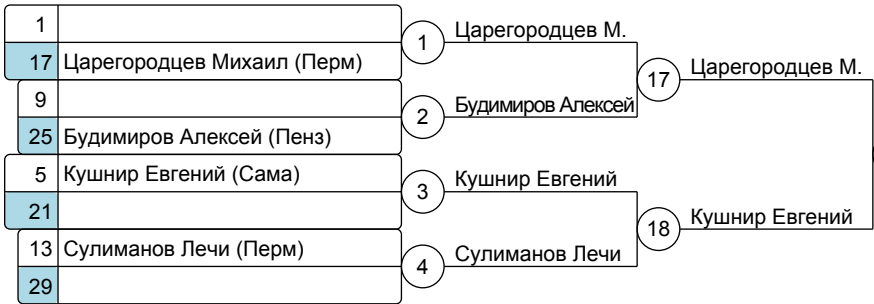 1
17 Царегородцев Михаил (Перм)
9
25 Будимиров Алексей (Пенз)
5 Кушнир Евгений (Сама)
21
13 Сулиманов Лечи (Перм)
29
1 Царегородцев М.
2 Будимиров Алексей
3 Кушнир Евгений
4 Сулиманов Лечи
17 Царегородцев М.
18 Кушнир Евгений